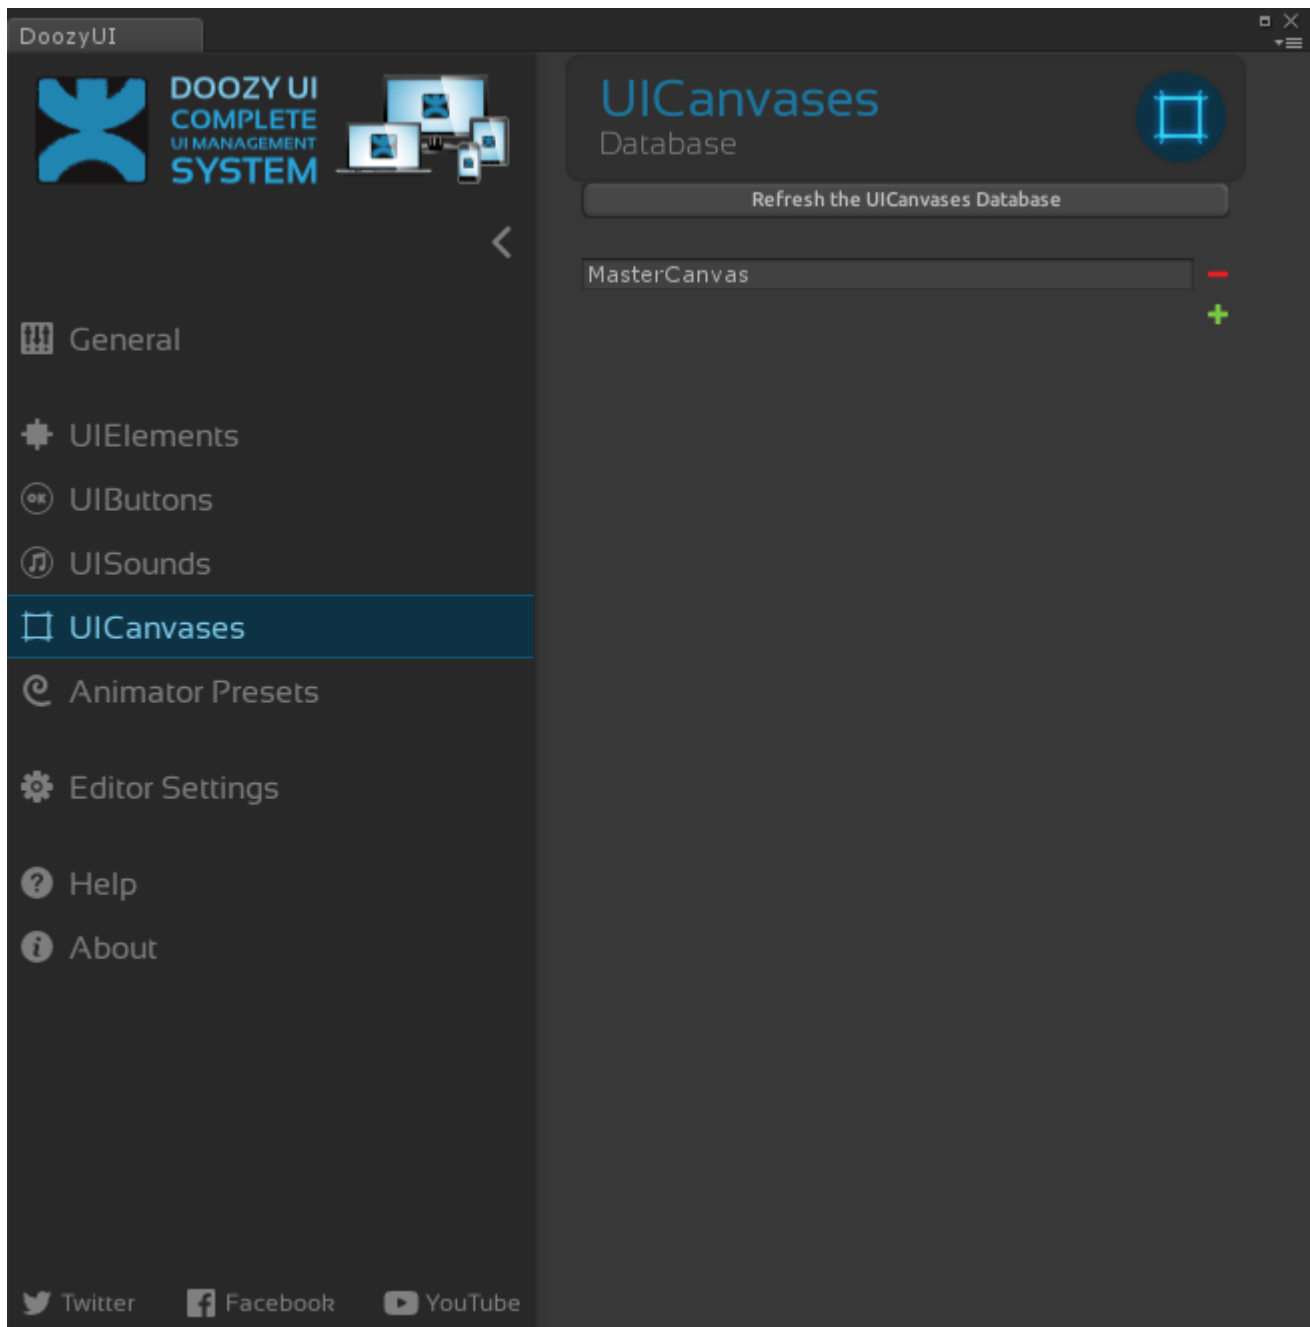 DoozyUI
DOOZY UI
COMPLETE
UI MANAGEMENT
SYSTEM
General
UIElements
OK
UIButtons
UISounds
UICanvases
Animator Presets
Editor Settings
Help
About
Twitter
Facebook
YouTube
UICanvases
Database
Refresh the UICanvases Database
MasterCanvas